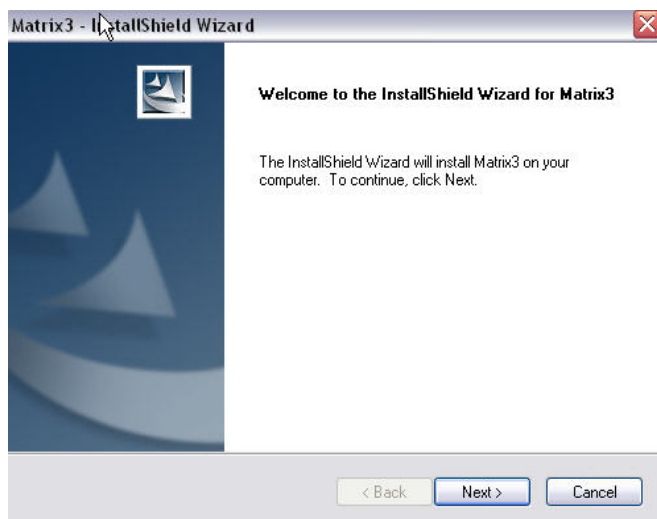 Matrix3 - InstallShield Wizard
Welcome to the InstallShield Wizard for Matrix3
The InstallShield Wizard will install Matrix3 on your
computer. To continue, click Next.
< Back
Next >
Cancel